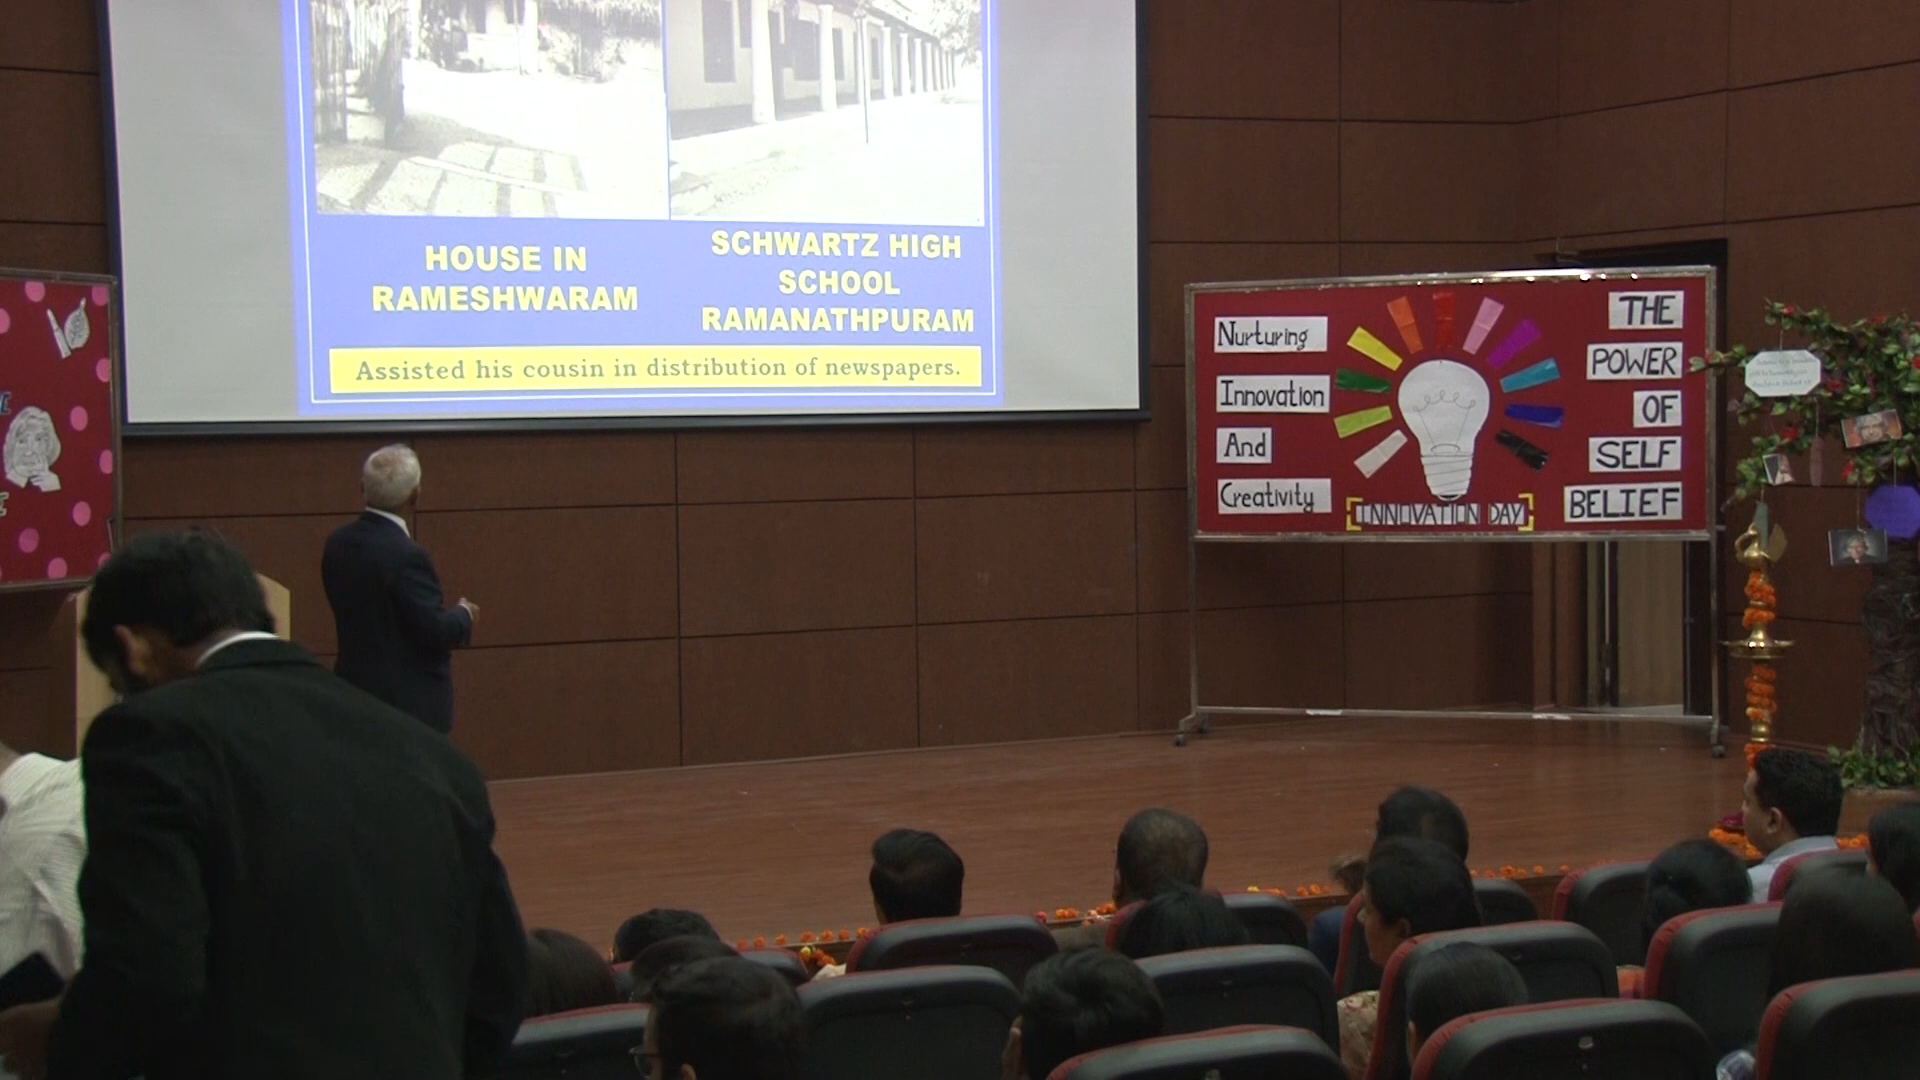 HOUSE IN
RAMESHWARAM
SCHWARTZ HIGH
SCHOOL
RAMANATHPURAM
Assisted his cousin in distribution of newspapers.
Nurturing
Innovation
And
Creativity
INNOVATION DAY
THE
POWER
OF
SELF
BELIEF